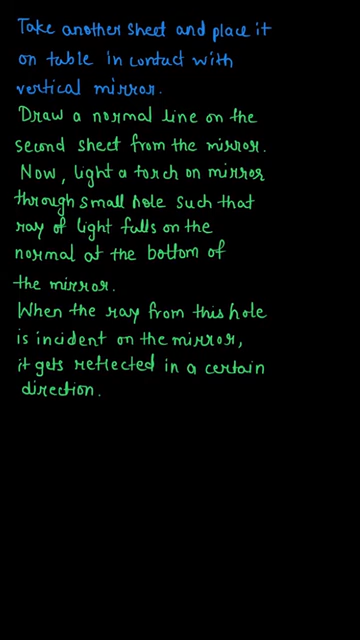 Take another sheet and place it
on table in contact with
vertical mirror.
Draw a normal line on the
second sheet from the mirror.
Now, light a torch on mirror
through small hole such that
ray of light falls on the
normal at the bottom of
the mirror.
When the ray from this hole
is incident on the mirror,
it gets reflected in a certain
direction.